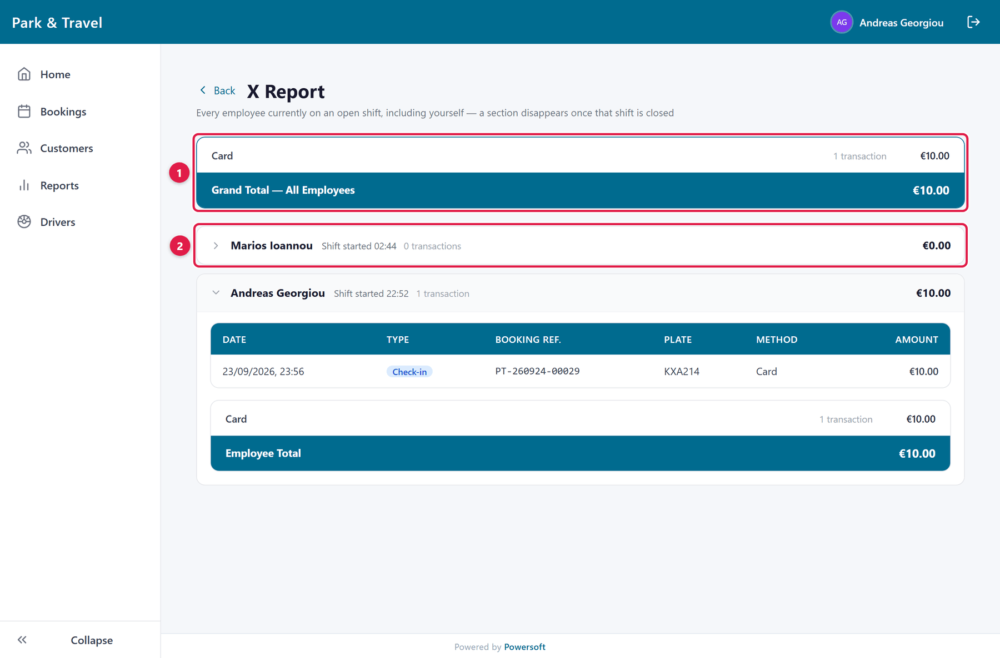 Park & Travel
AG Andreas Georgiou
Home
Bookings
Customers
Reports
Drivers
Back X Report
Every employee currently on an open shift, including yourself — a section disappears once that shift is closed
1
Card 1 transaction €10.00
Grand Total — All Employees €10.00
2
Marios Ioannou Shift started 02:44 0 transactions €0.00
Andreas Georgiou Shift started 22:52 1 transaction €10.00
DATE TYPE BOOKING REF. PLATE METHOD AMOUNT
23/09/2026, 23:56 Check-in PT-260924-00029 KXA214 Card €10.00
Card 1 transaction €10.00
Employee Total €10.00
Collapse
Powered by Powersoft